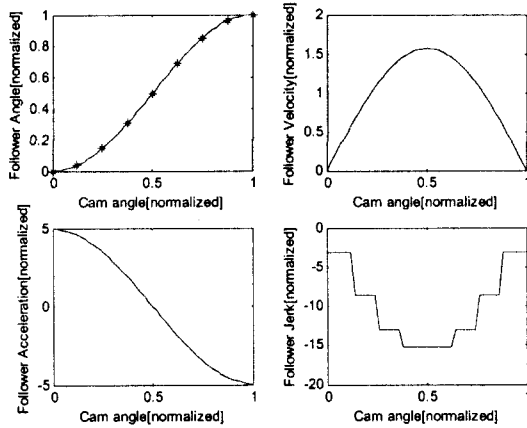 1
0.8
0.6
0.4
0.2
0
0 0.5 1
Follower Angle[normalized]
Cam angle[normalized]
2
1.5
1
0.5
0
0 0.5 1
Follower Velocity[normalized]
Cam angle[normalized]
5
0
-5
0 0.5 1
Follower Acceleration[normalized]
Cam angle[normalized]
0
-5
-10
-15
-20
0 0.5 1
Follower Jerk[normalized]
Cam angle[normalized]